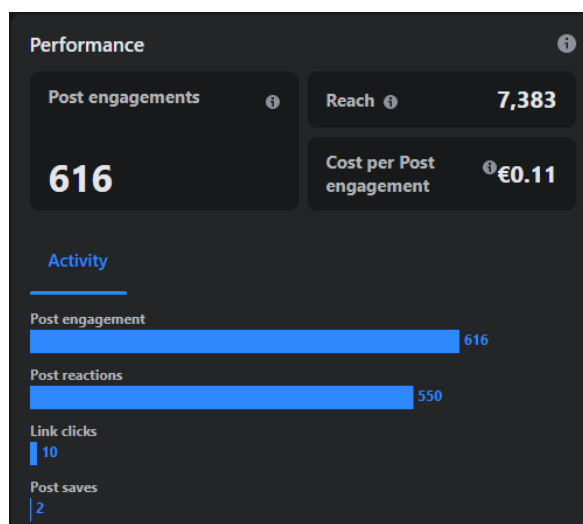 Performance
Post engagements
616
Reach
7,383
Cost per Post
engagement
€0.11
Activity
Post engagement
616
Post reactions
550
Link clicks
10
Post saves
2